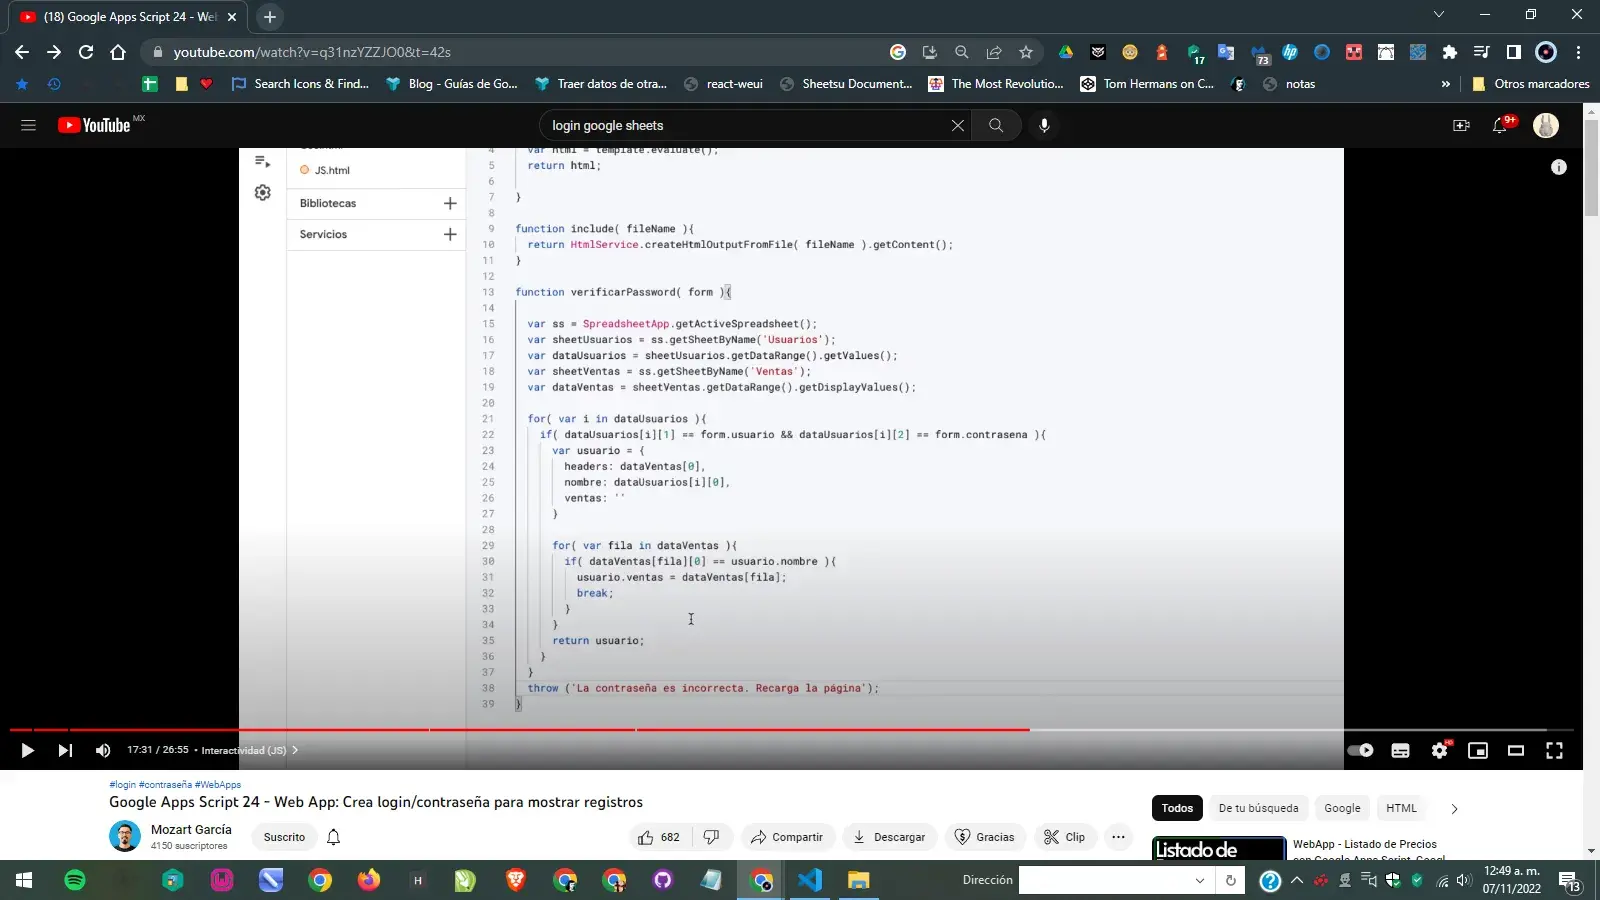 (18) Google Apps Script 24 - We
youtube.com/watch?v=q31nzYZZJO0&t=42s
17
73
Search Icons & Find...
Blog - Guías de Go...
Traer datos de otra...
react-weui
Sheetsu Document...
The Most Revolutio...
Tom Hermans on C...
notas
»
Otros marcadores
YouTube MX
login google sheets
9+
JS.html
Bibliotecas
Servicios
4 var html = template.evaluate();
5 return html;
6
7 }
8
9 function include( fileName ){
10 return HtmlService.createHtmlOutputFromFile( fileName ).getContent();
11 }
12
13 function verificarPassword( form ){
14
15 var ss = SpreadsheetApp.getActiveSpreadsheet();
16 var sheetUsuarios = ss.getSheetByName('Usuarios');
17 var dataUsuarios = sheetUsuarios.getDataRange().getValues();
18 var sheetVentas = ss.getSheetByName('Ventas');
19 var dataVentas = sheetVentas.getDataRange().getDisplayValues();
20
21 for( var i in dataUsuarios ){
22 if( dataUsuarios[i][1] == form.usuario && dataUsuarios[i][2] == form.contrasena ){
23 var usuario = {
24 headers: dataVentas[0],
25 nombre: dataUsuarios[i][0],
26 ventas: ''
27 }
28
29 for( var fila in dataVentas ){
30 if( dataVentas[fila][0] == usuario.nombre ){
31 usuario.ventas = dataVentas[fila];
32 break;
33 }
34 }
35 return usuario;
36 }
37 }
38 throw ('La contraseña es incorrecta. Recarga la página');
39 }
17:31 / 26:55 • Interactividad (JS)
HD
#login #contraseña #WebApps
Google Apps Script 24 - Web App: Crea login/contraseña para mostrar registros
Mozart García
4150 suscriptores
Suscrito
682
Compartir
Descargar
Gracias
Clip
Todos
De tu búsqueda
Google
HTML
Listado de
WebApp - Listado de Precios
con Google Apps Script, Googl
Dirección
12:49 a. m.
07/11/2022
13